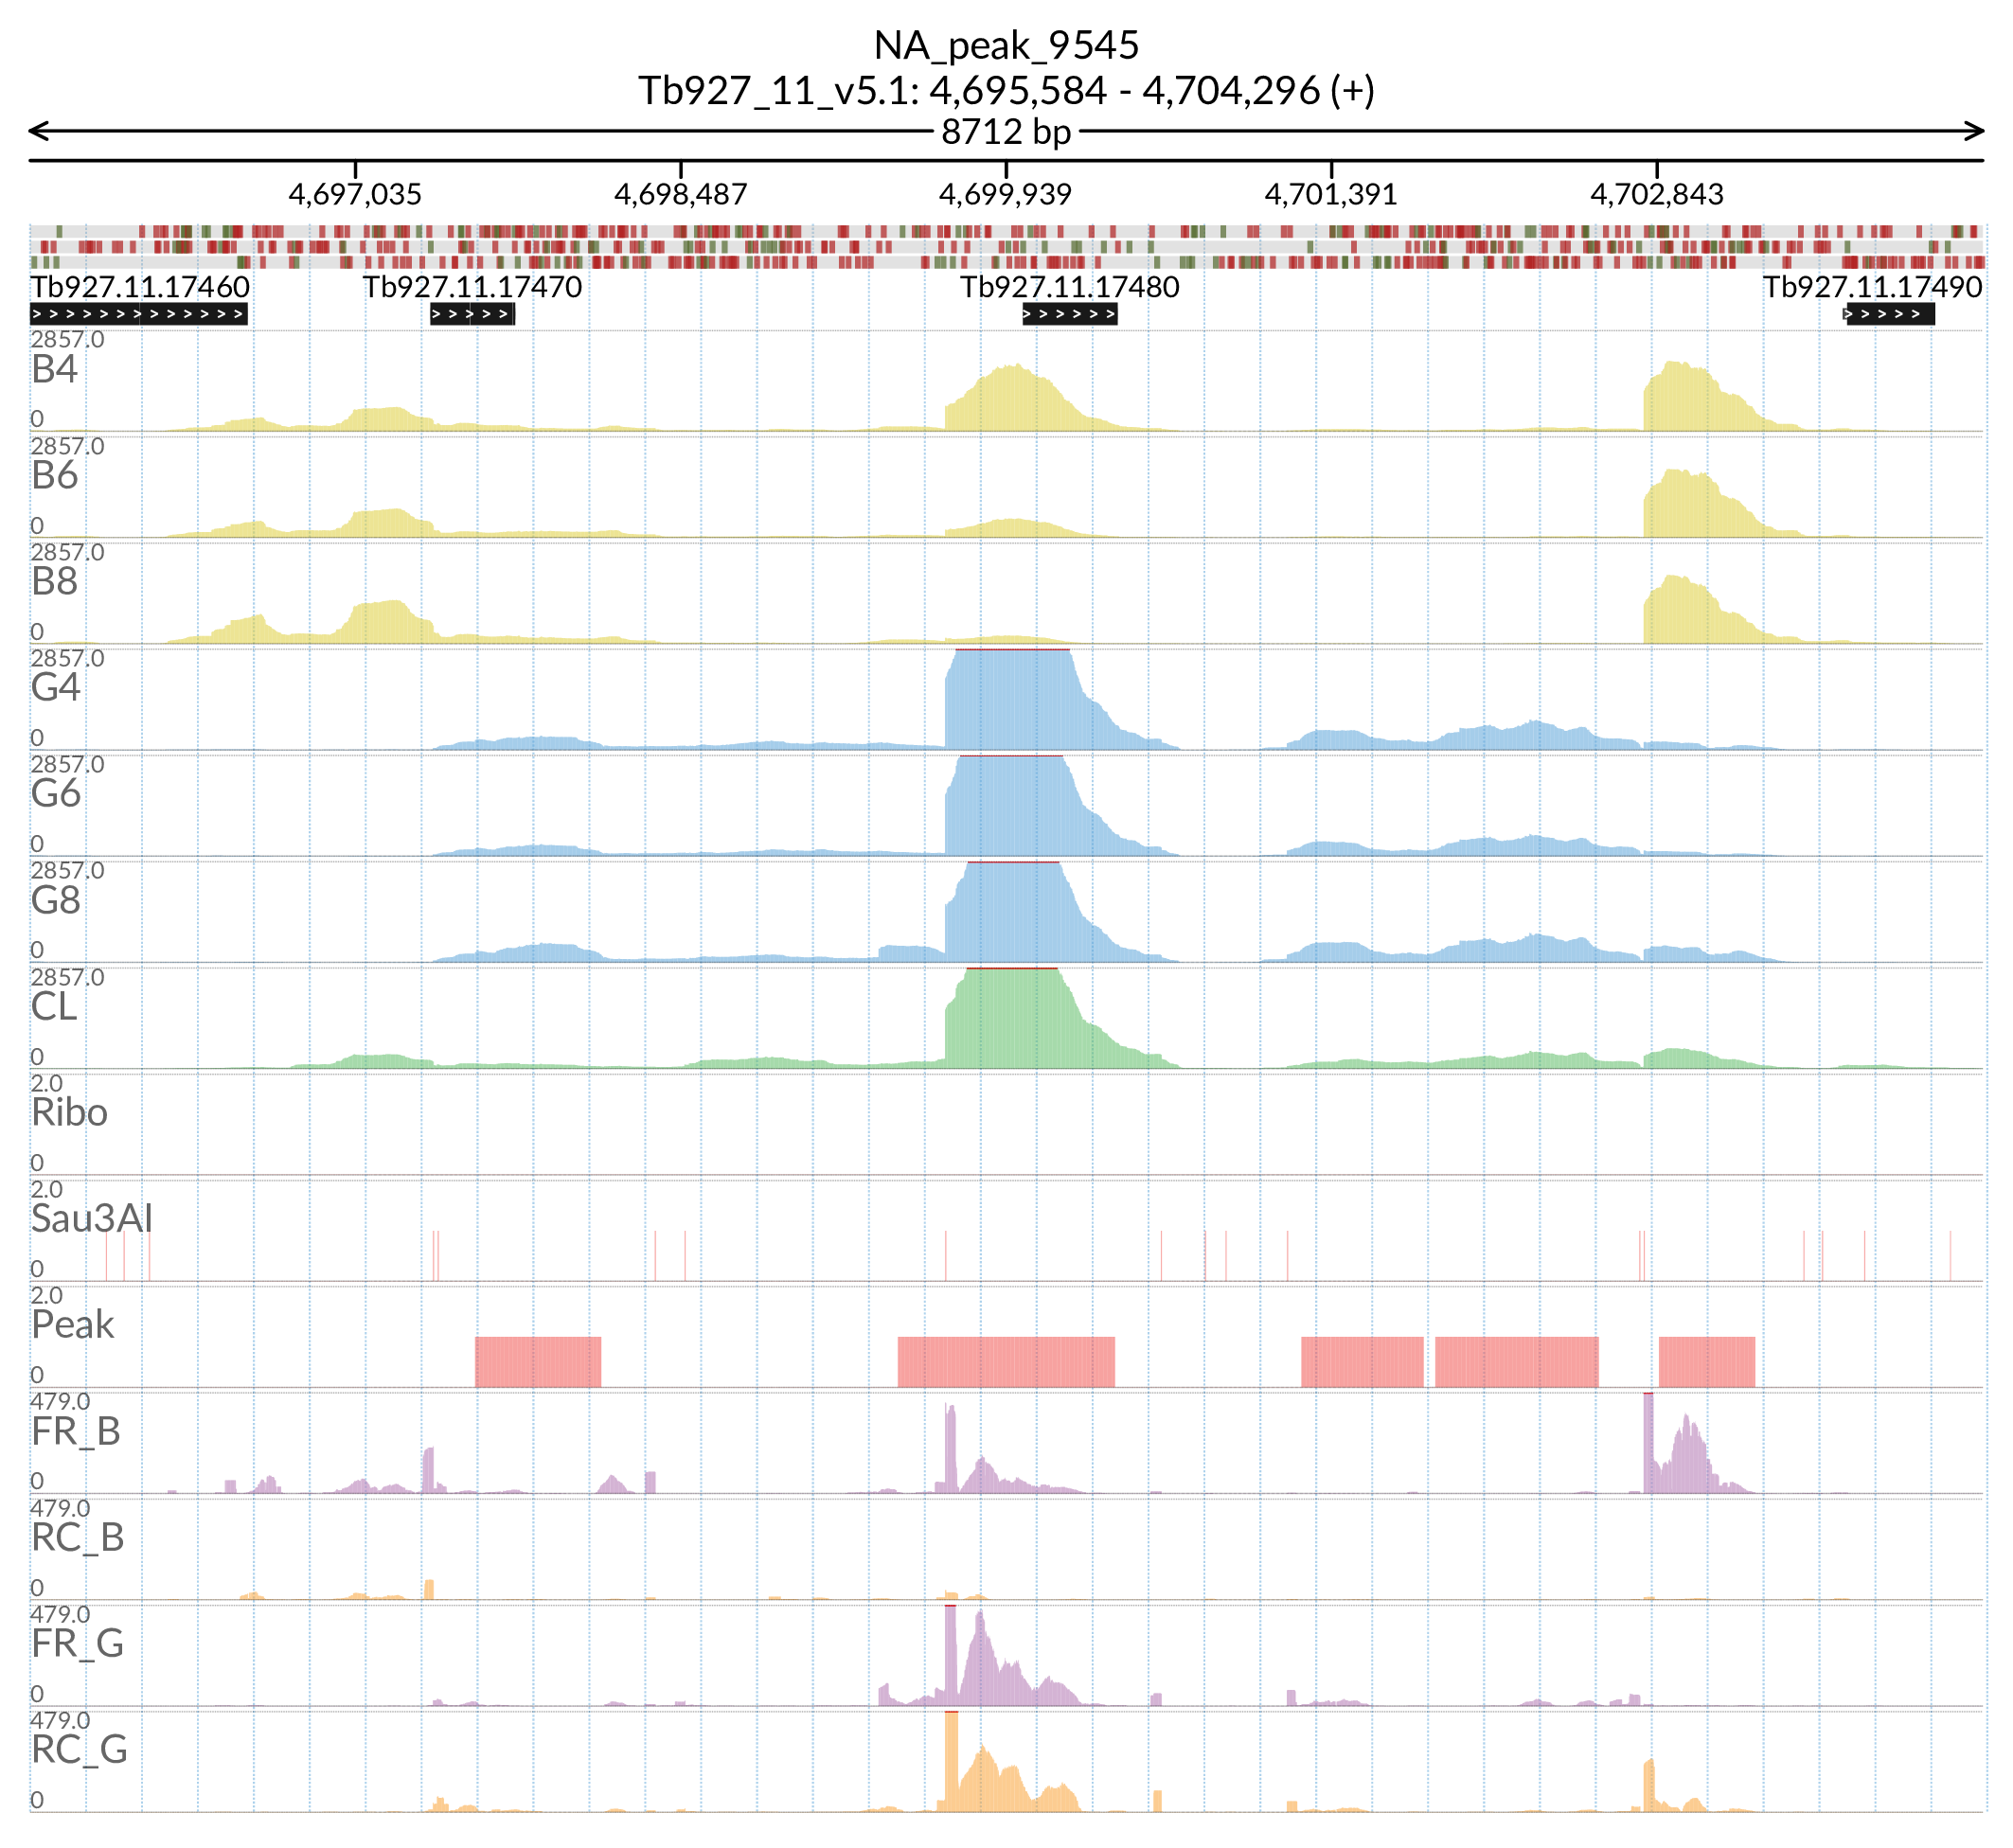 NA_peak_9545
Tb927_11_v5.1: 4,695,584 - 4,704,296 (+)
8712 bp
4,697,035 4,698,487 4,699,939 4,701,391 4,702,843
Tb927.11.17460 Tb927.11.17470 Tb927.11.17480 Tb927.11.17490
2857.0
B4
0
2857.0
B6
0
2857.0
B8
0
2857.0
G4
0
2857.0
G6
0
2857.0
G8
0
2857.0
CL
0
2.0
Ribo
0
2.0
Sau3AI
0
2.0
Peak
0
479.0
FR_B
0
479.0
RC_B
0
479.0
FR_G
0
479.0
RC_G
0